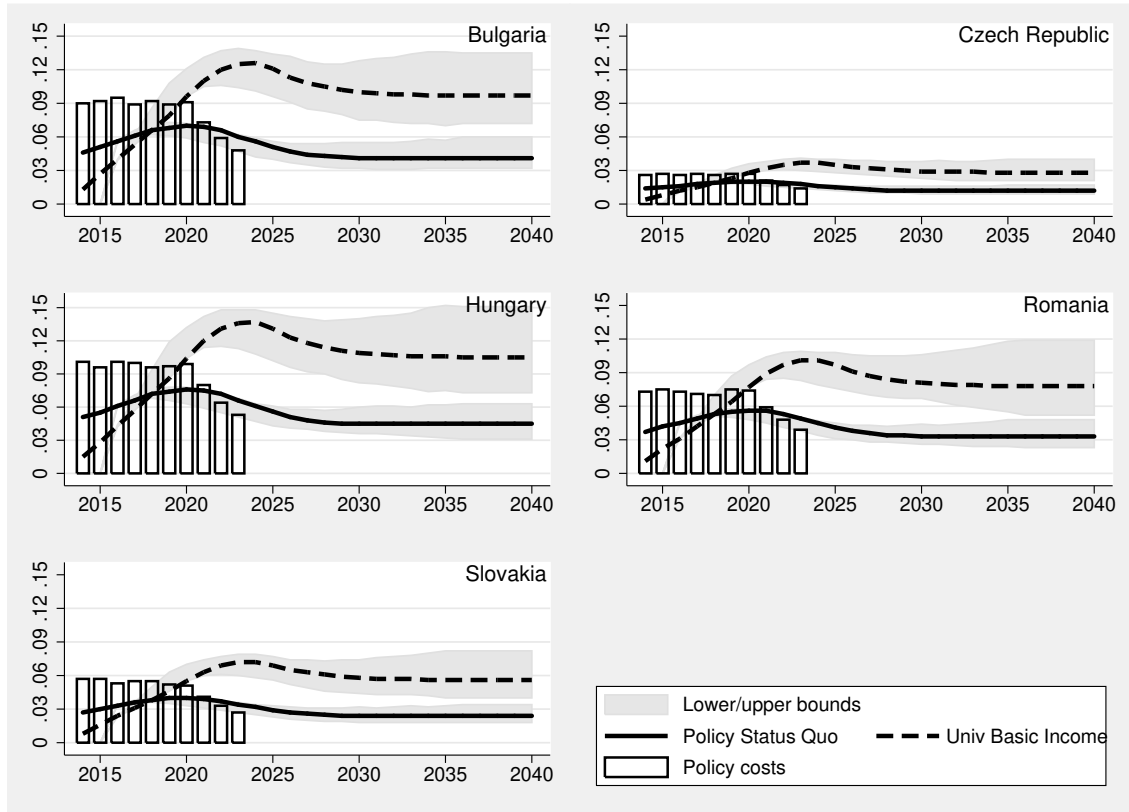 Bulgaria
0 .03 .06 .09 .12 .15
2015 2020 2025 2030 2035 2040
Czech Republic
0 .03 .06 .09 .12 .15
2015 2020 2025 2030 2035 2040
Hungary
0 .03 .06 .09 .12 .15
2015 2020 2025 2030 2035 2040
Romania
0 .03 .06 .09 .12 .15
2015 2020 2025 2030 2035 2040
Slovakia
0 .03 .06 .09 .12 .15
2015 2020 2025 2030 2035 2040
Lower/upper bounds
Policy Status Quo Univ Basic Income
Policy costs